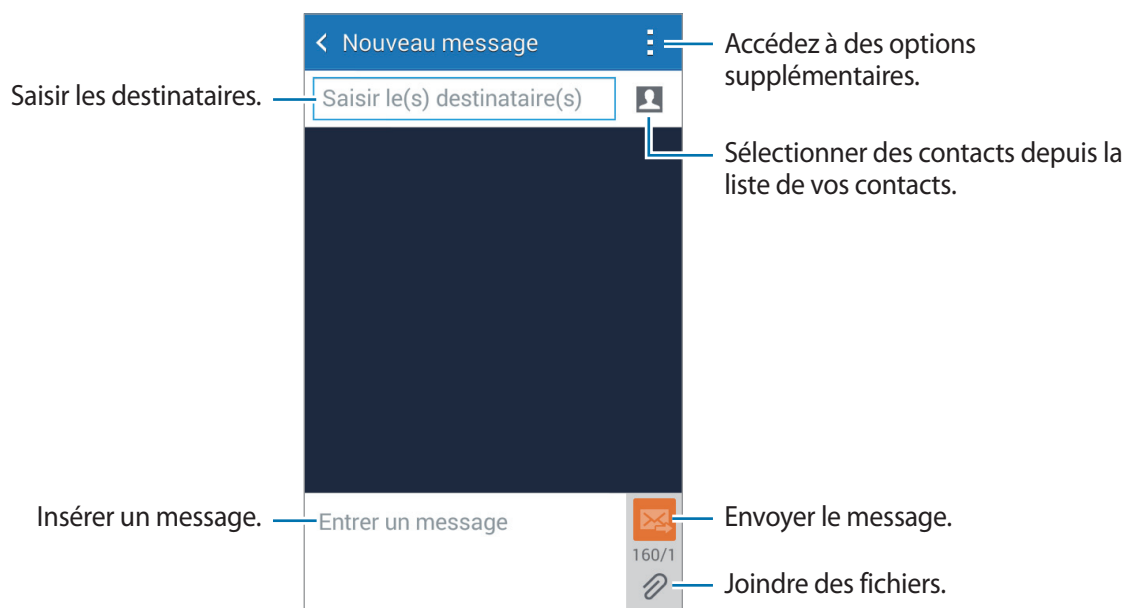 Nouveau message
Accédez à des options
supplémentaires.
Saisir les destinataires.
Saisir le(s) destinataire(s)
Sélectionner des contacts depuis la
liste de vos contacts.
Insérer un message.
Entrer un message
Envoyer le message.
160/1
Joindre des fichiers.